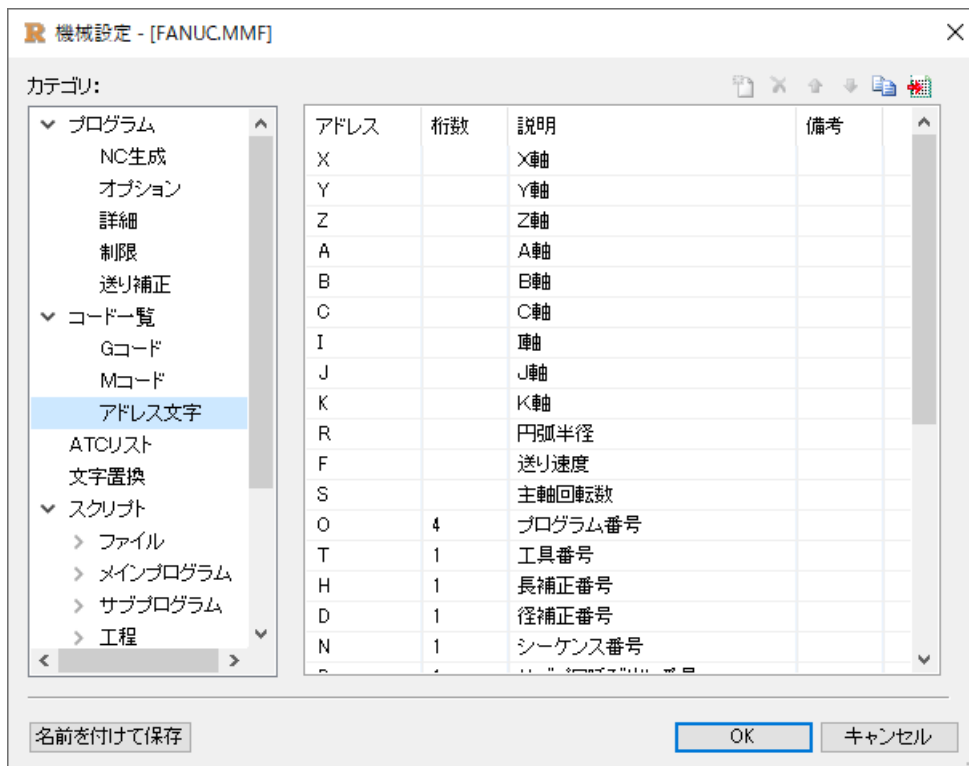 機械設定 - [FANUC.MMF]
カテゴリ:
プログラム
NC生成
オプション
詳細
制限
送り補正
コード一覧
Gコード
Mコード
アドレス文字
ATCリスト
文字置換
スクリプト
ファイル
メインプログラム
サブプログラム
工程
アドレス 桁数 説明 備考
X X軸
Y Y軸
Z Z軸
A A軸
B B軸
C C軸
I I軸
J J軸
K K軸
R 円弧半径
F 送り速度
S 主軸回転数
O 4 プログラム番号
T 1 工具番号
H 1 長補正番号
D 1 径補正番号
N 1 シーケンス番号
名前を付けて保存 OK キャンセル